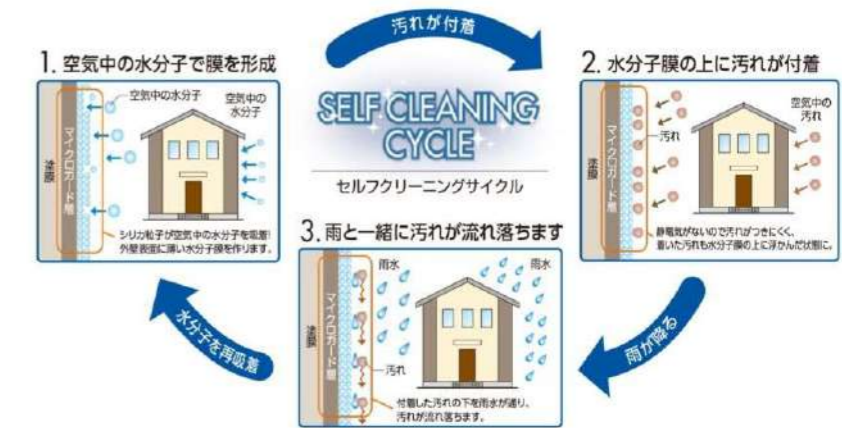 汚れが付着
1. 空気中の水分子で膜を形成
空気中の水分子
空気中の
水分子
塗膜
マイクロガード層
シリカ粒子が空気中の水分子を吸着!
外壁表面に薄い水分子膜を作ります。
SELF CLEANING
CYCLE
セルフクリーニングサイクル
2. 水分子膜の上に汚れが付着
空気中の
汚れ
汚れ
塗膜
マイクロガード層
静電気がないので汚れがつきにくく、
着いた汚れも水分子膜の上に浮かんだ状態に。
雨が降る
3. 雨と一緒に汚れが流れ落ちます
雨水
雨水
塗膜
マイクロガード層
汚れ
付着した汚れの下を雨水が通り、
汚れが流れ落ちます。
水分子を再吸着